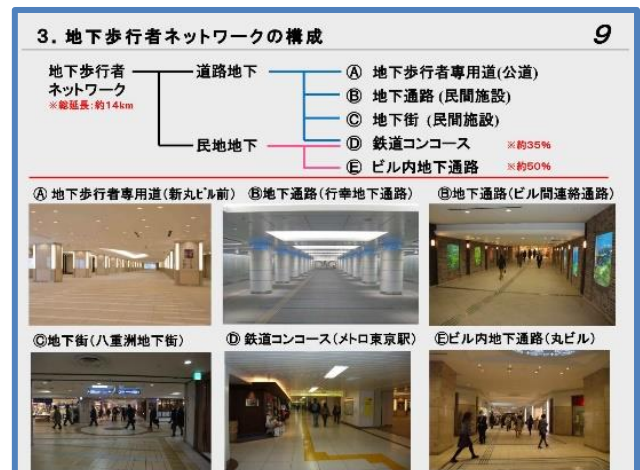 3. 地下歩行者ネットワークの構成
9
地下歩行者
ネットワーク
※総延長:約14km
道路地下
民地地下
Ⓐ 地下歩行者専用道(公道)
Ⓑ 地下通路 (民間施設)
Ⓒ 地下街 (民間施設)
Ⓓ 鉄道コンコース ※約35%
Ⓔ ビル内地下通路 ※約50%
Ⓐ 地下歩行者専用道(新丸ビル前)
Ⓑ地下通路(行幸地下通路)
Ⓑ地下通路(ビル間連絡通路)
Ⓒ地下街(八重洲地下街)
Ⓓ 鉄道コンコース(メトロ東京駅)
Ⓔビル内地下通路(丸ビル)